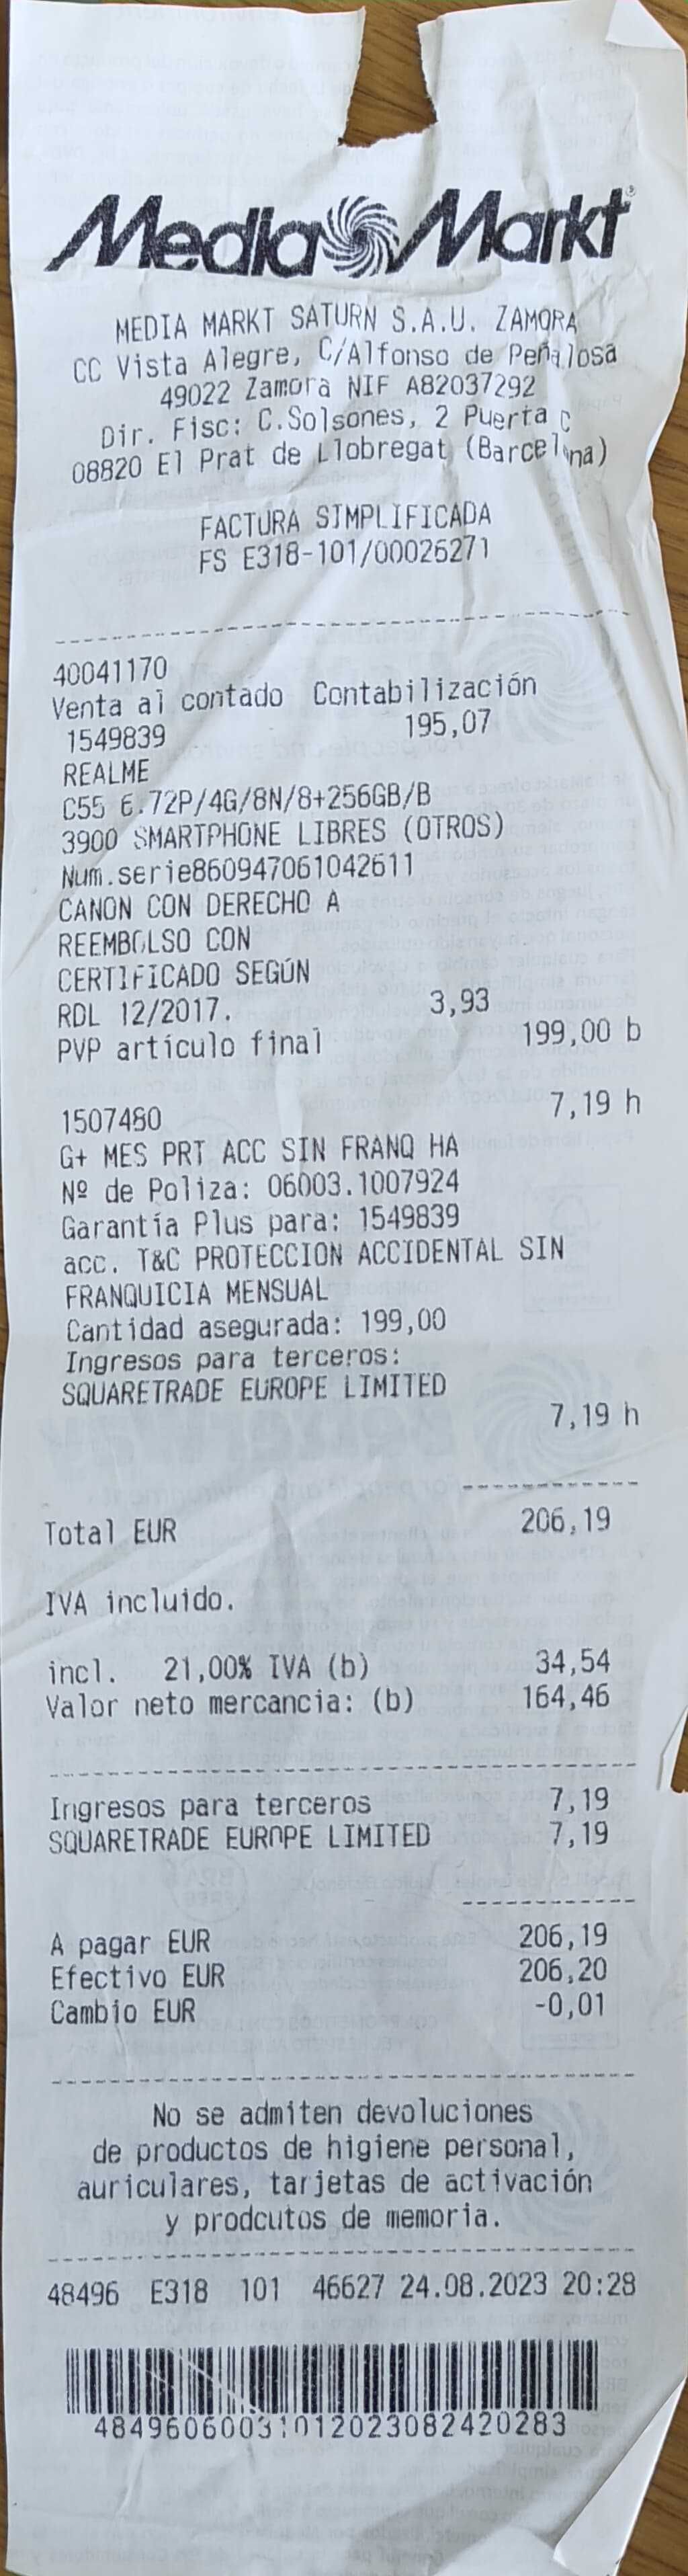 Media Markt
MEDIA MARKT SATURN S.A.U. ZAMORA
CC Vista Alegre, C/Alfonso de Peñalosa
49022 Zamora NIF A82037292
Dir. Fisc: C.Solsones, 2 Puerta C
08820 El Prat de Llobregat (Barcelona)
FACTURA SIMPLIFICADA
FS E318-101/00026271
40041170
Venta al contado Contabilización
1549839 195,07
REALME
C55 6.72P/4G/8N/8+256GB/B
3900 SMARTPHONE LIBRES (OTROS)
Num.serie860947061042611
CANON CON DERECHO A
REEMBOLSO CON
CERTIFICADO SEGÚN
RDL 12/2017. 3,93
PVP artículo final 199,00 b
1507480 7,19 h
G+ MES PRT ACC SIN FRANQ HA
Nº de Poliza: 06003.1007924
Garantía Plus para: 1549839
acc. T&C PROTECCION ACCIDENTAL SIN
FRANQUICIA MENSUAL
Cantidad asegurada: 199,00
Ingresos para terceros:
SQUARETRADE EUROPE LIMITED
7,19 h
Total EUR 206,19
IVA incluido.
incl. 21,00% IVA (b) 34,54
Valor neto mercancia: (b) 164,46
Ingresos para terceros 7,19
SQUARETRADE EUROPE LIMITED 7,19
A pagar EUR 206,19
Efectivo EUR 206,20
Cambio EUR -0,01
No se admiten devoluciones
de productos de higiene personal,
auriculares, tarjetas de activación
y prodcutos de memoria.
48496 E318 101 46627 24.08.2023 20:28
4849606003101202308242028​3